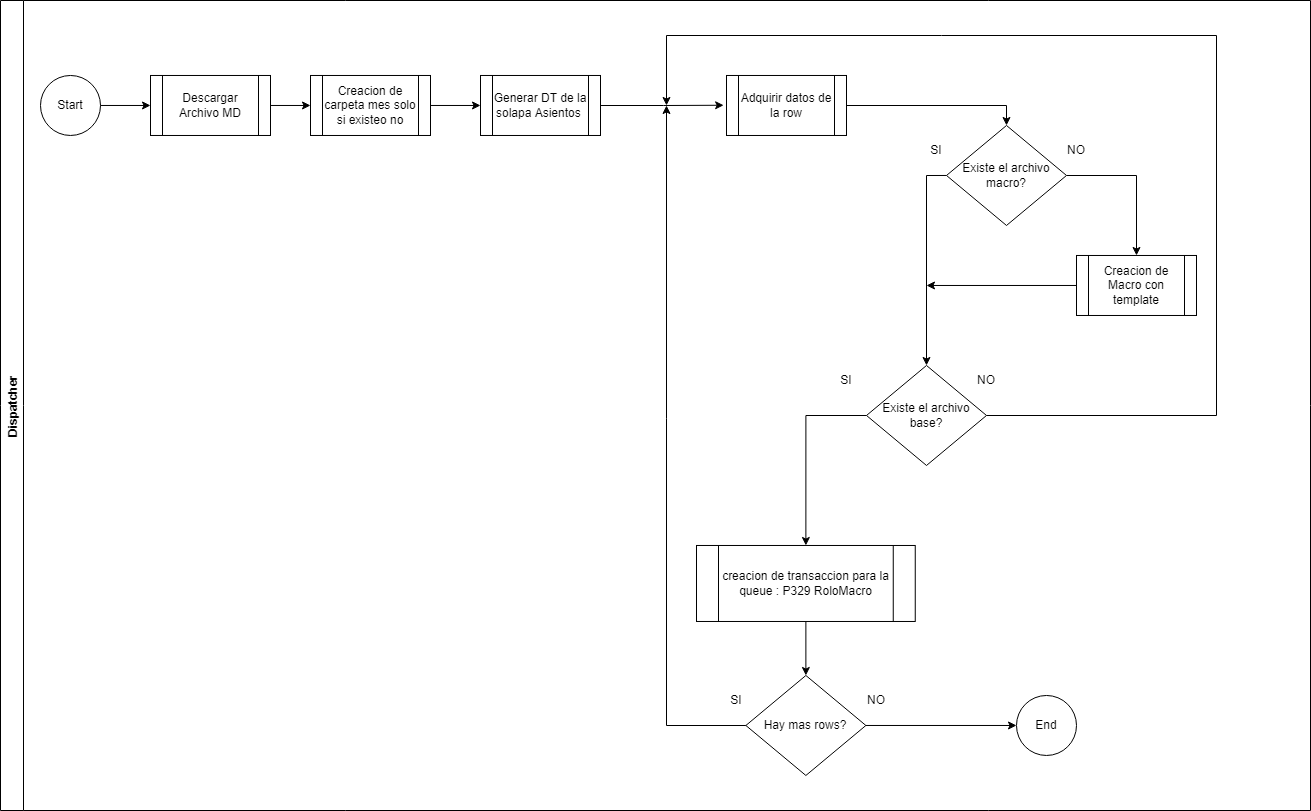 Dispatcher
Start
Descargar
Archivo MD
Creacion de
carpeta mes solo
si existeo no
Generar DT de la
solapa Asientos
Adquirir datos de
la row
SI
NO
Existe el archivo
macro?
Creacion de
Macro con
template
SI
NO
Existe el archivo
base?
creacion de transaccion para la
queue : P329 RoloMacro
SI
NO
Hay mas rows?
End